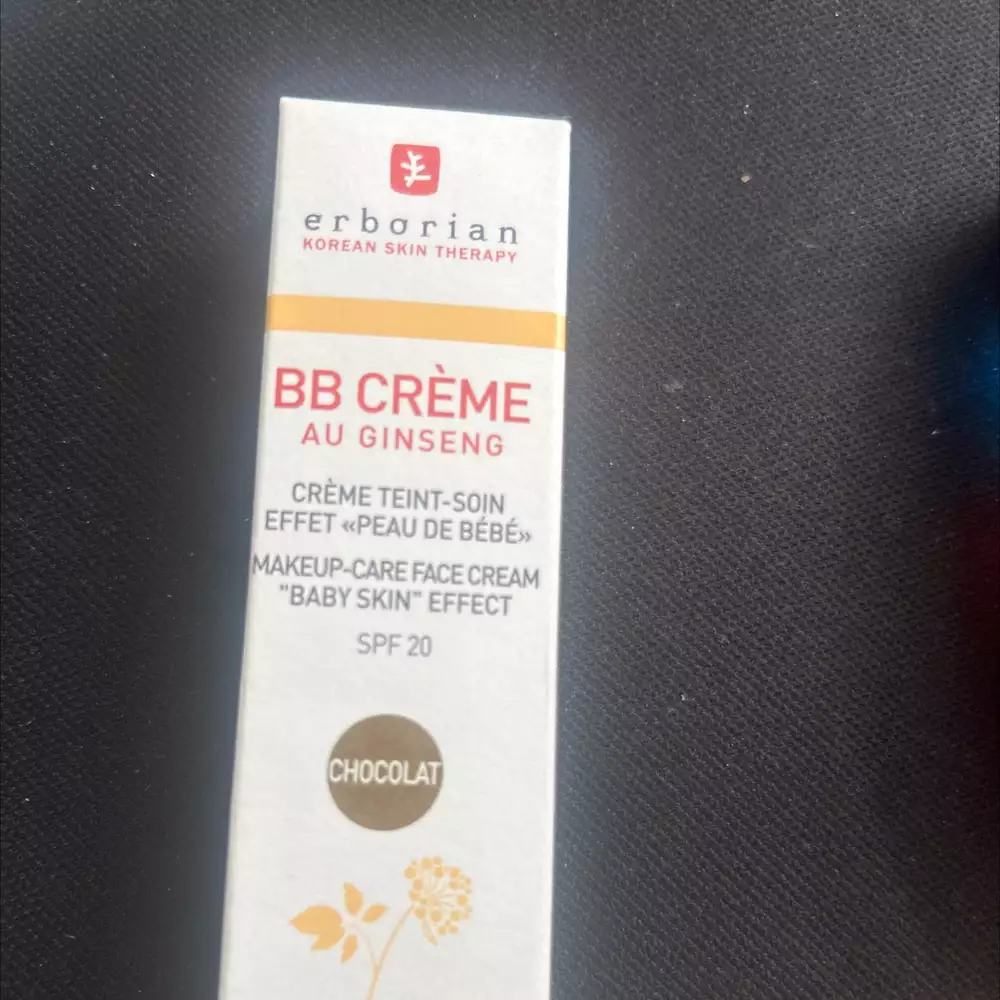 erborian
KOREAN SKIN THERAPY
BB CRÈME
AU GINSENG
CRÈME TEINT-SOIN
EFFET «PEAU DE BÉBÉ»
MAKEUP-CARE FACE CREAM
"BABY SKIN" EFFECT
SPF 20
CHOCOLAT